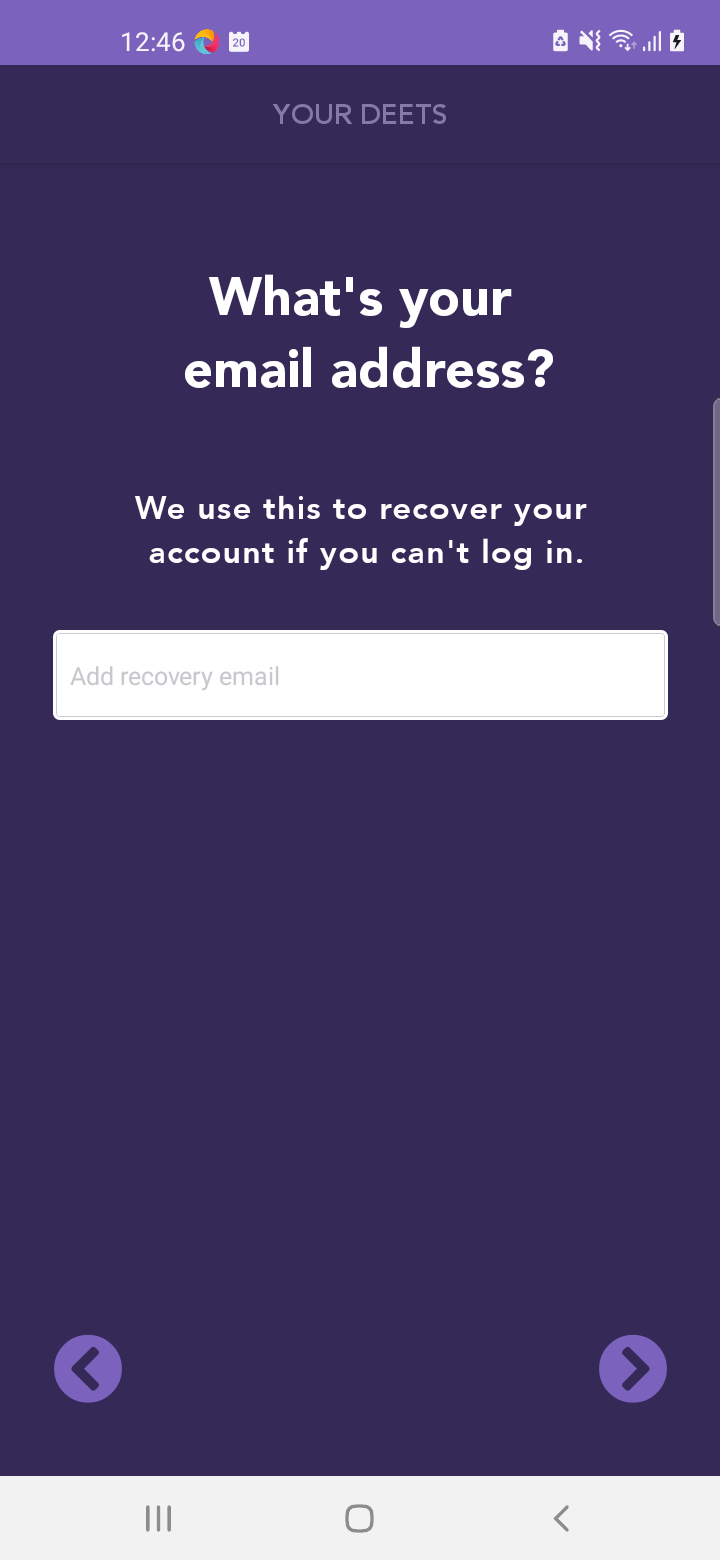 12:46 20
YOUR DEETS
What's your
email address?
We use this to recover your
account if you can't log in.
Add recovery email